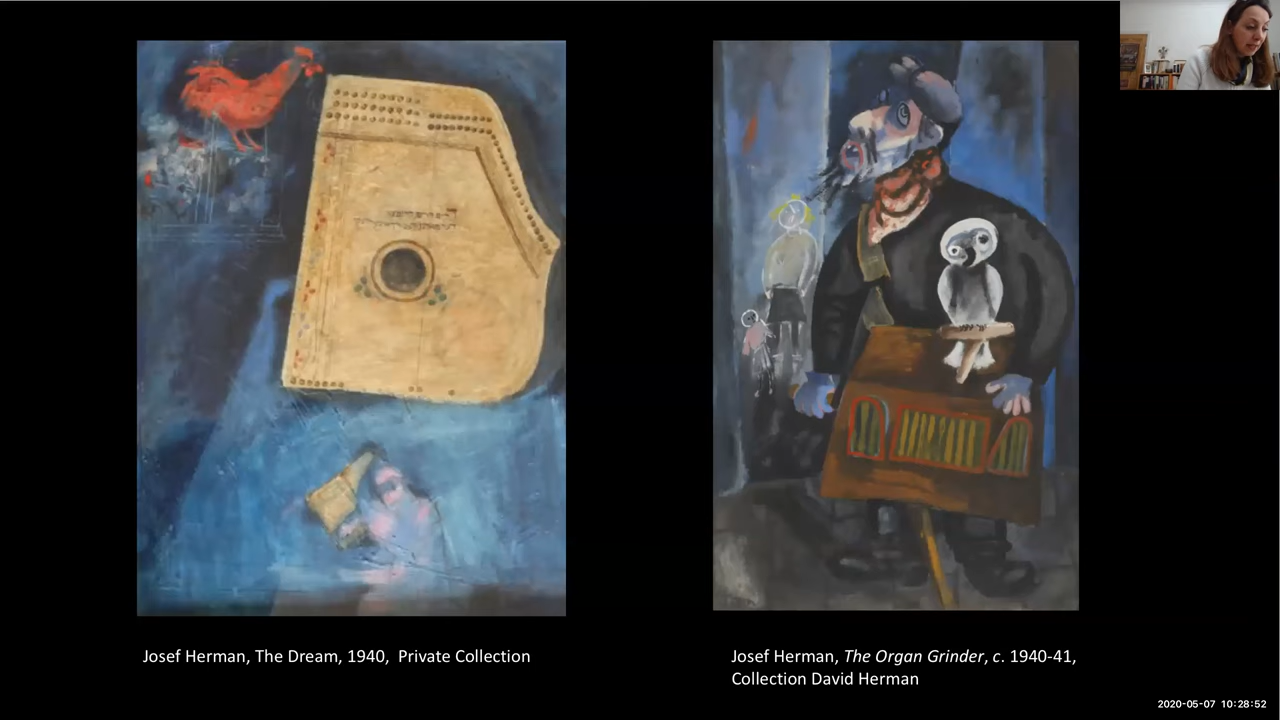 Josef Herman, The Dream, 1940,  Private Collection
Josef Herman, The Organ Grinder, c. 1940-41,
Collection David Herman
2020-05-07 10:28:52